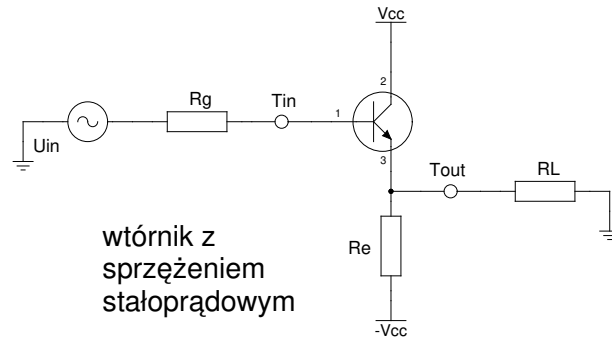 Vcc
2
Rg
Tin
1
Uin
3
Tout
RL
Re
wtórnik z
sprzężeniem
stałoprądowym
-Vcc